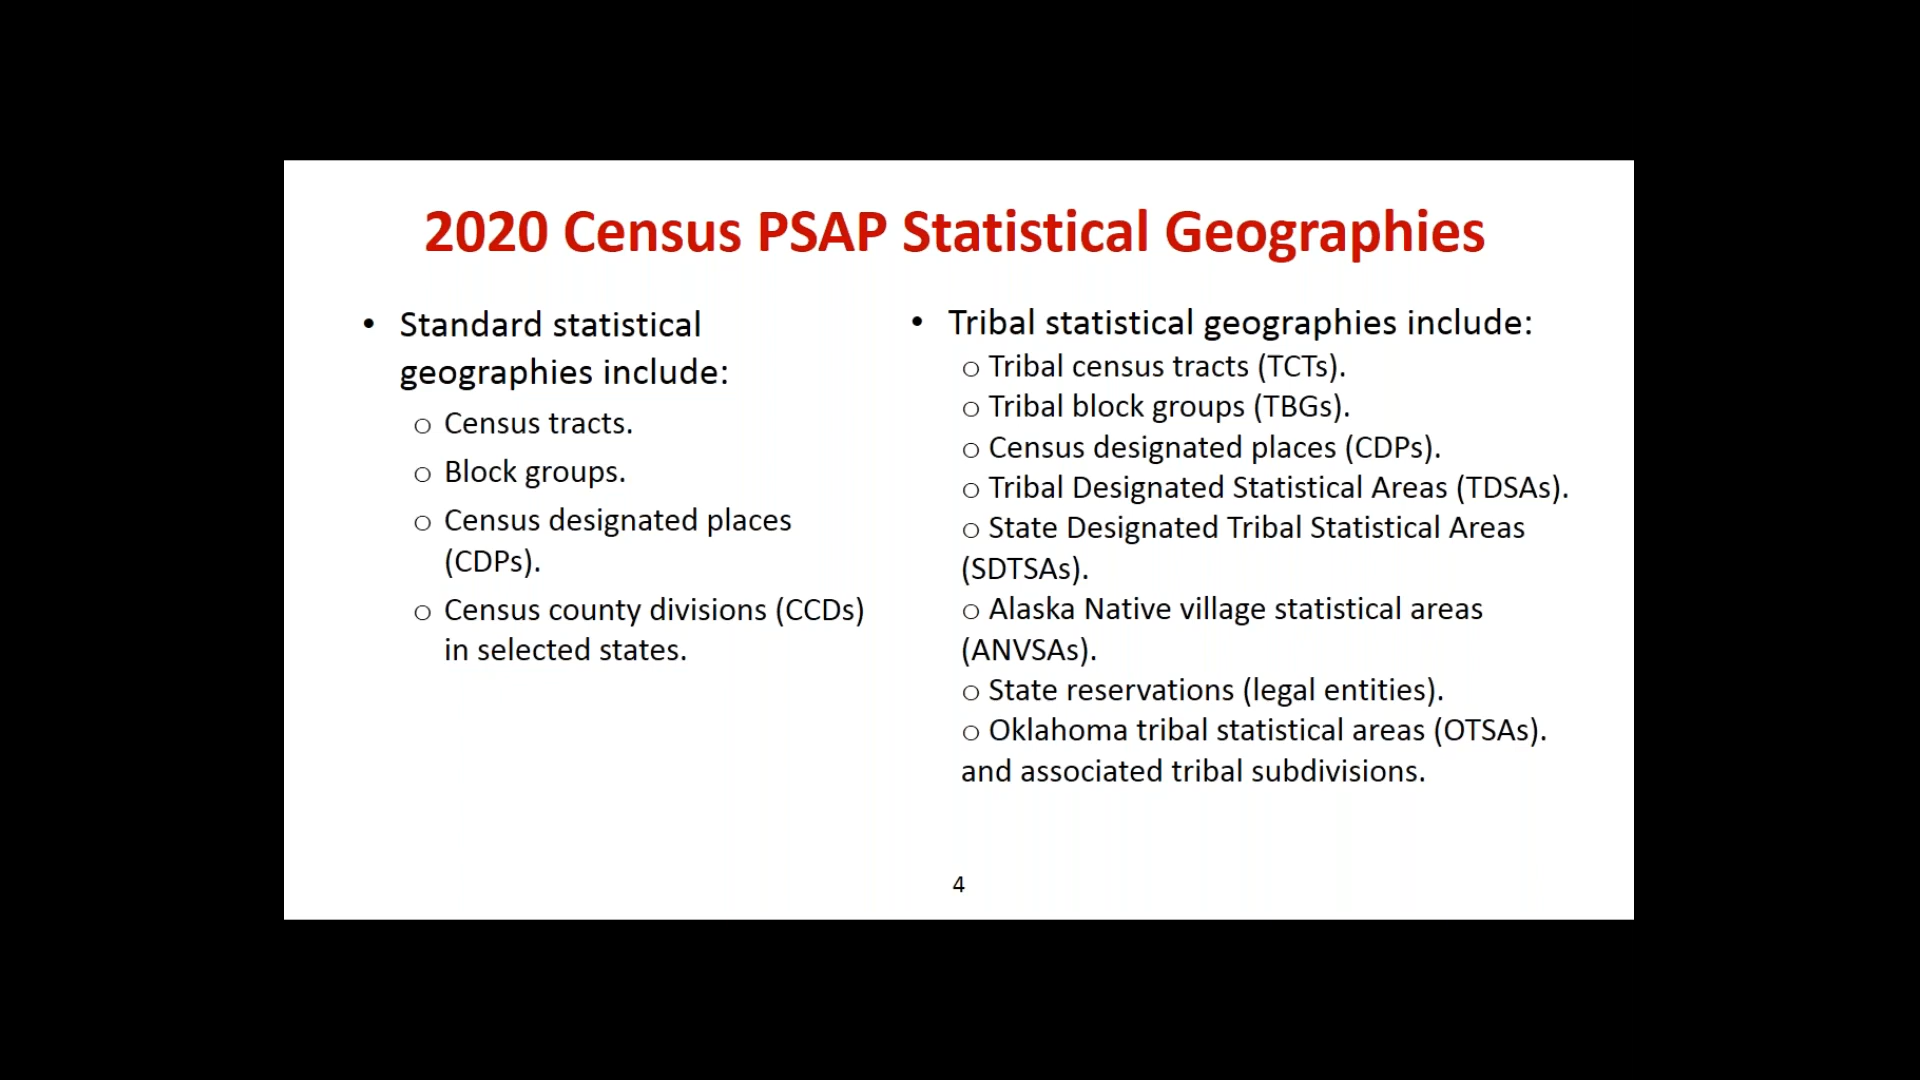 2020 Census PSAP Statistical Geographies
• Standard statistical
geographies include:
o Census tracts.
o Block groups.
o Census designated places
(CDPs).
o Census county divisions (CCDs)
in selected states.
• Tribal statistical geographies include:
o Tribal census tracts (TCTs).
o Tribal block groups (TBGs).
o Census designated places (CDPs).
o Tribal Designated Statistical Areas (TDSAs).
o State Designated Tribal Statistical Areas
(SDTSAs).
o Alaska Native village statistical areas
(ANVSAs).
o State reservations (legal entities).
o Oklahoma tribal statistical areas (OTSAs).
and associated tribal subdivisions.
4